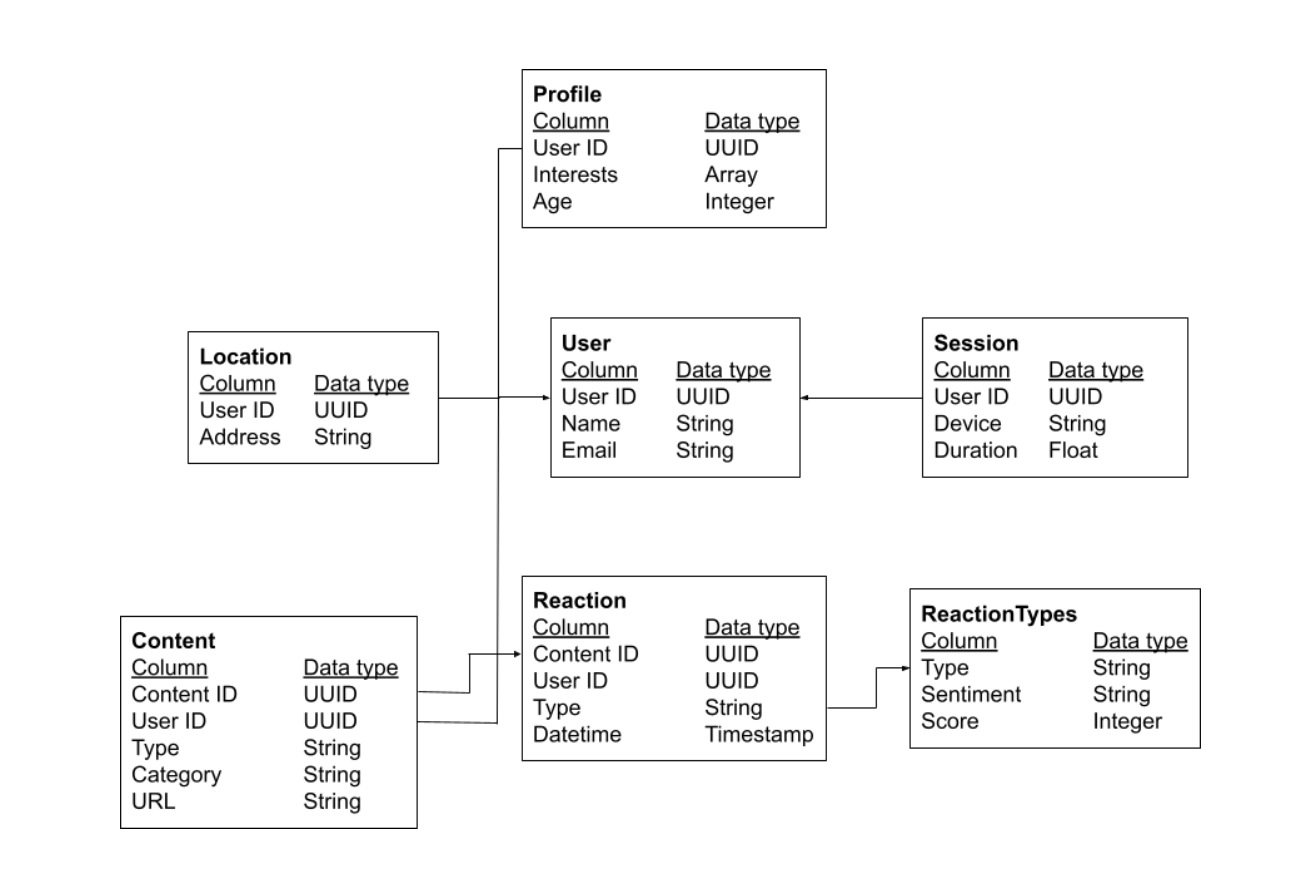 Profile
Column Data type
User ID UUID
Interests Array
Age Integer
Location
Column Data type
User ID UUID
Address String
User
Column Data type
User ID UUID
Name String
Email String
Session
Column Data type
User ID UUID
Device String
Duration Float
Content
Column Data type
Content ID UUID
User ID UUID
Type String
Category String
URL String
Reaction
Column Data type
Content ID UUID
User ID UUID
Type String
Datetime Timestamp
ReactionTypes
Column Data type
Type String
Sentiment String
Score Integer